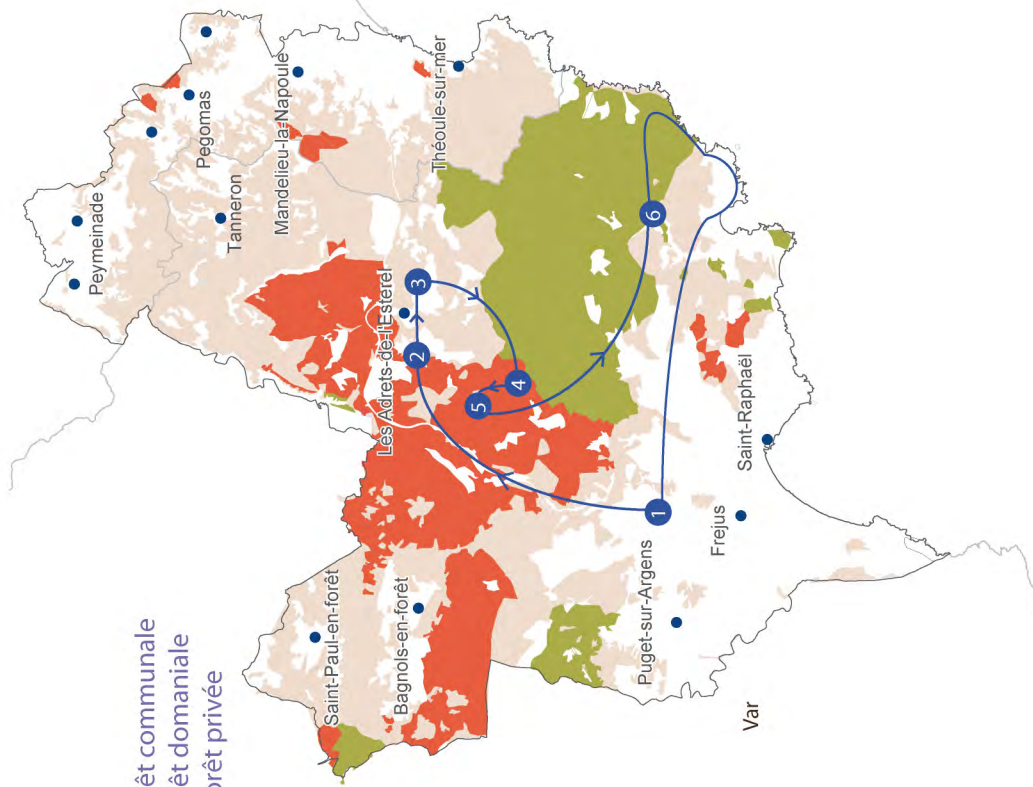 êt communale
êt domaniale
orêt privée
Saint-Paul-en-forêt
Bagnols-en-forêt
Puget-sur-Argens
Frejus
Saint-Raphaël
Var
Les Adrets-de-l'Esterel
Peymeinade
Tanneron
Pegomas
Mandelieu-la-Napoule
Théoule-sur-mer
1
2
3
4
5
6